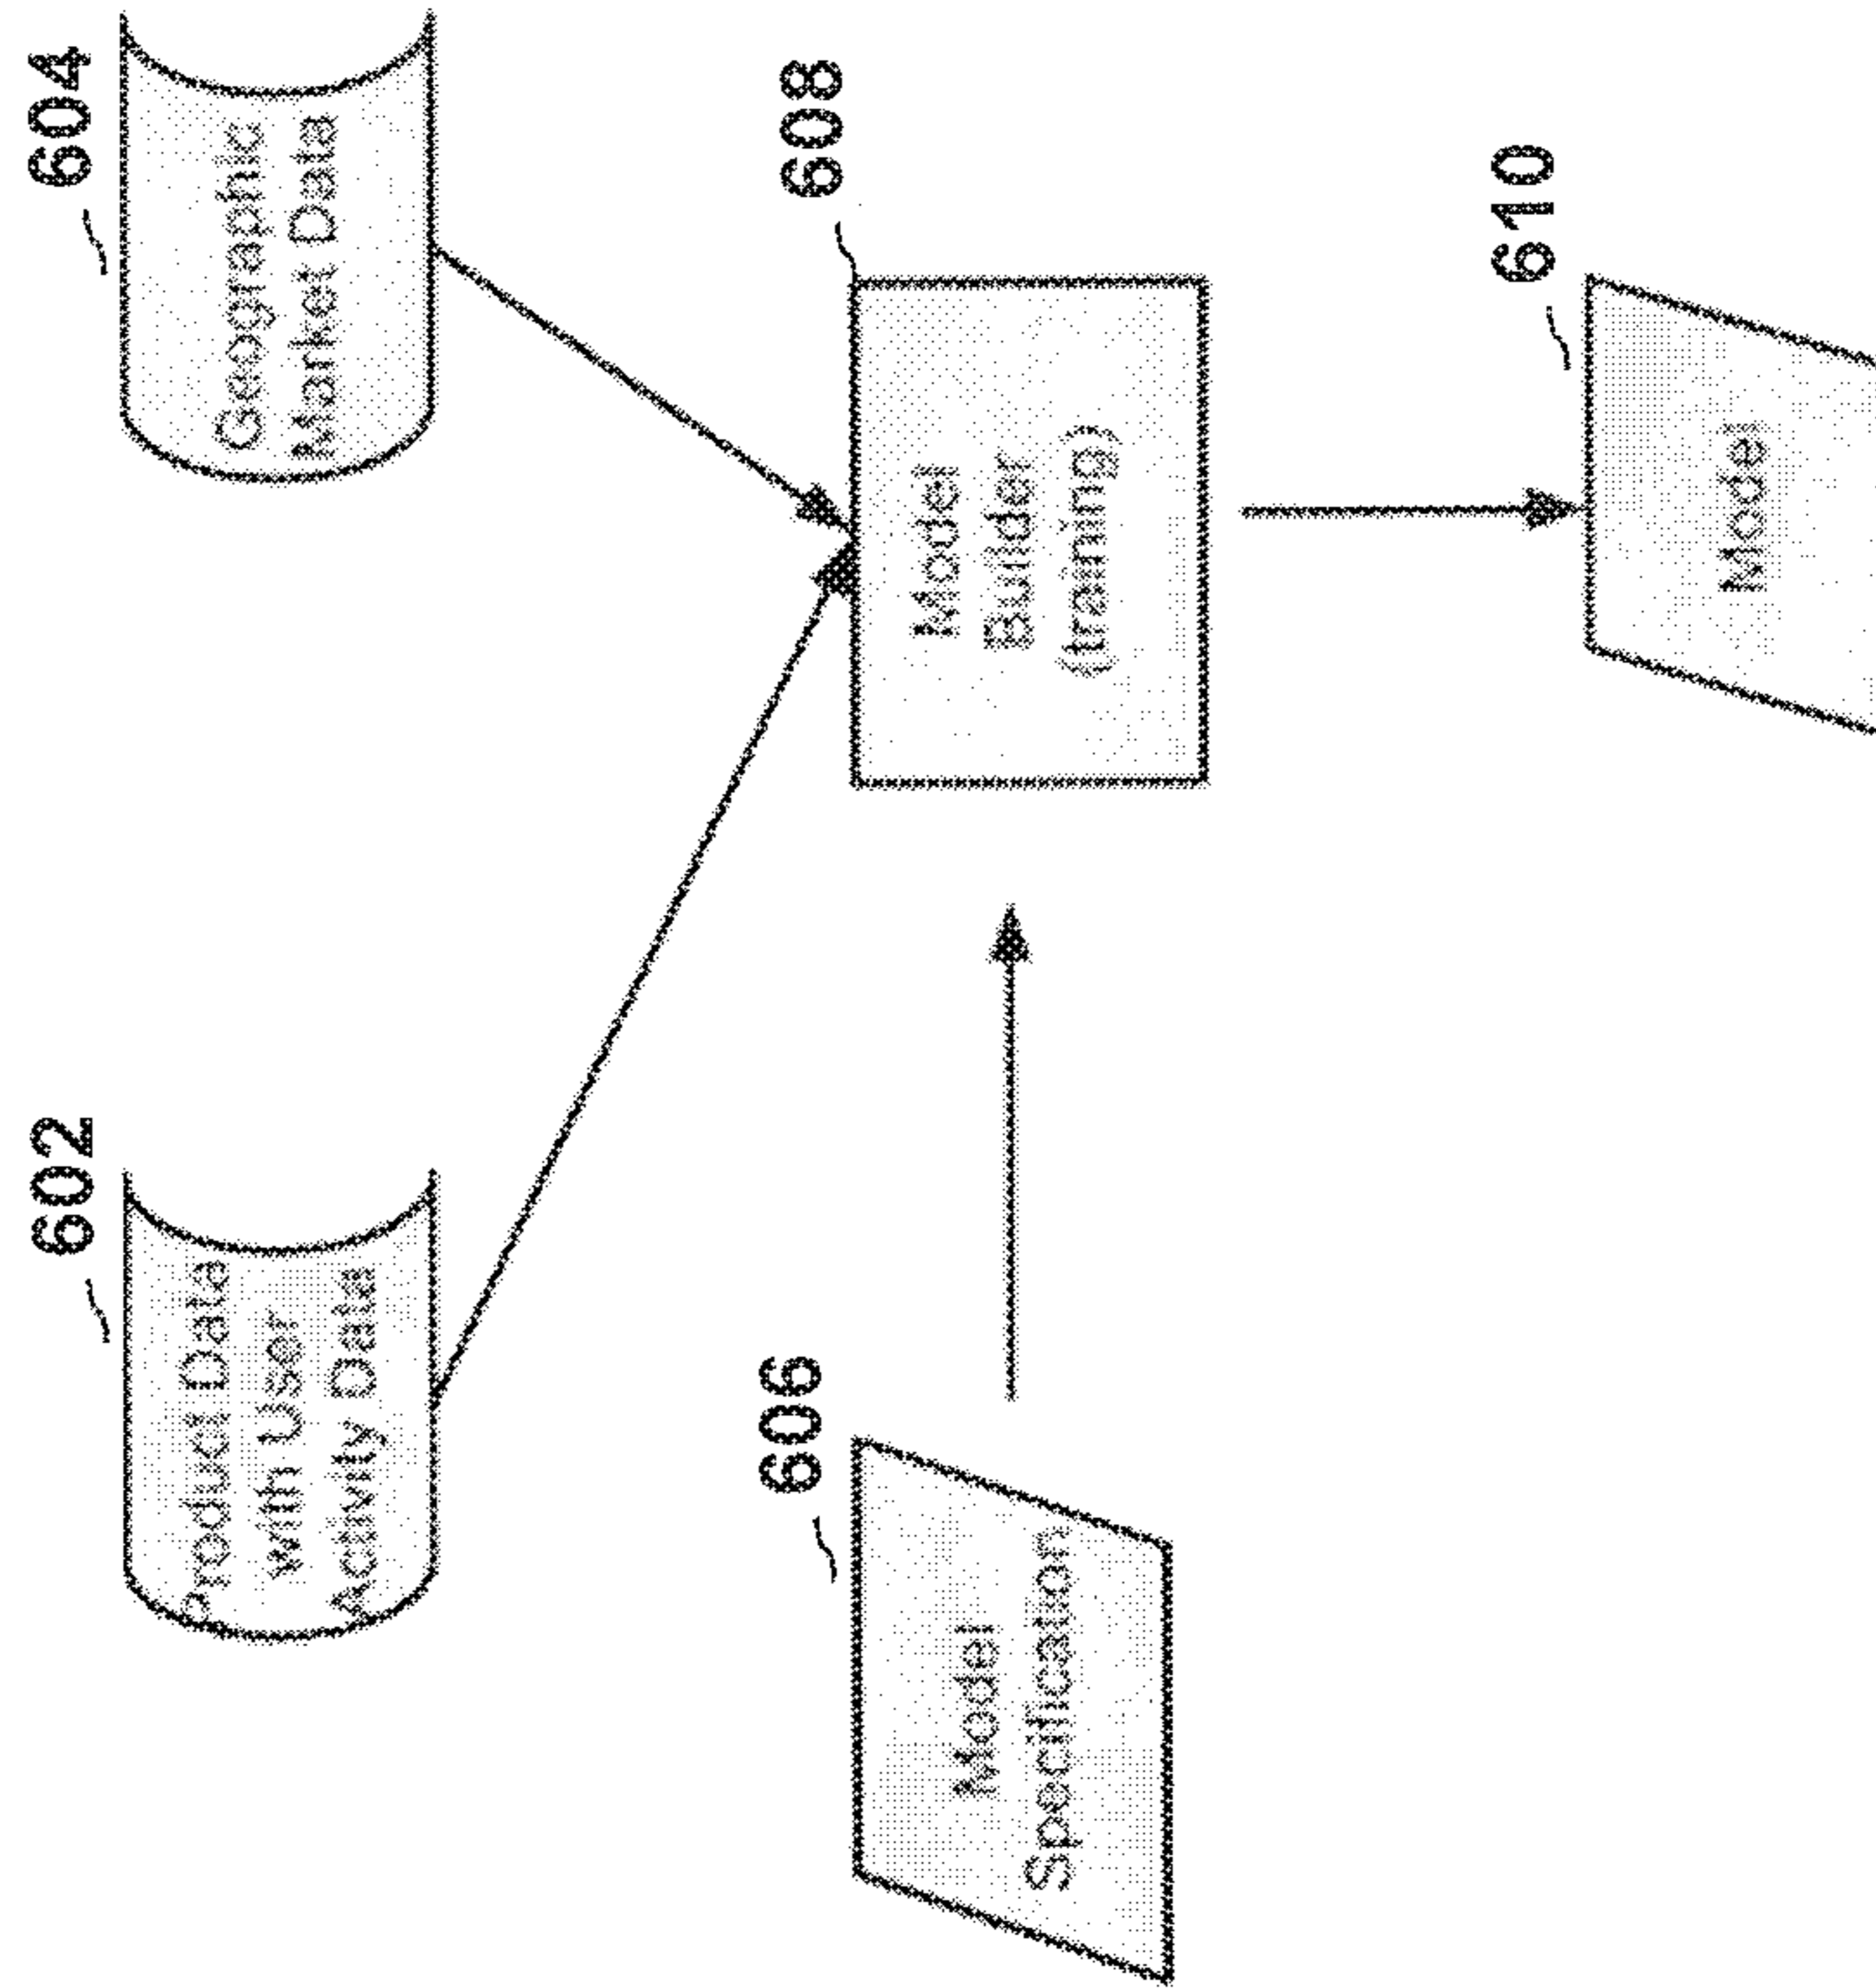 602
Product Data
with User
Activity Data
604
Geographic
Market Data
606
Model
Specification
608
Model
Builder
(training)
610
Model